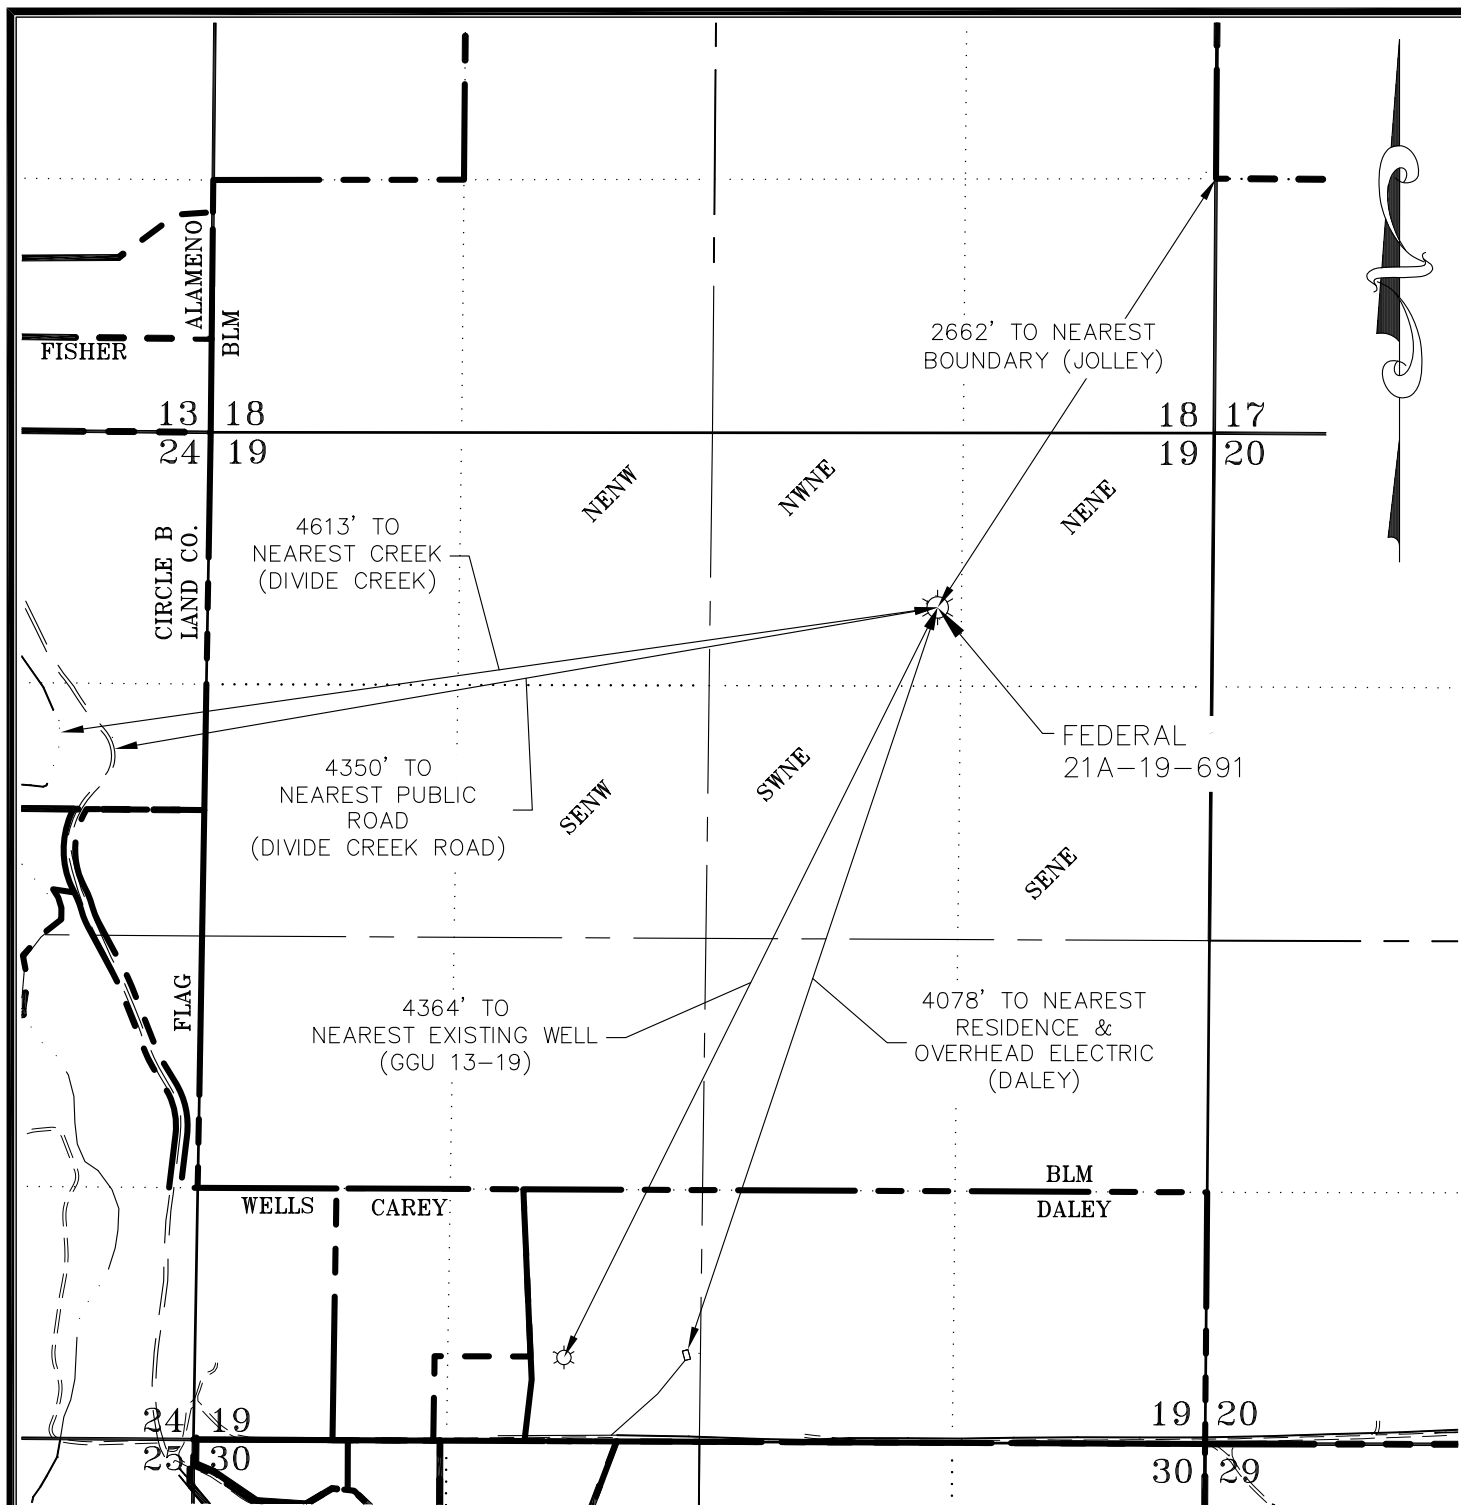 ALAMENO
BLM
FISHER
2662' TO NEAREST
BOUNDARY (JOLLEY)
13 18
24 19
18 17
19 20
NENW
NWNE
NENE
4613' TO
NEAREST CREEK
(DIVIDE CREEK)
CIRCLE B
LAND CO.
FEDERAL
21A-19-691
4350' TO
NEAREST PUBLIC
ROAD
(DIVIDE CREEK ROAD)
SENW
SWNE
SENE
FLAG
4364' TO
NEAREST EXISTING WELL
(GGU 13-19)
4078' TO NEAREST
RESIDENCE &
OVERHEAD ELECTRIC
(DALEY)
BLM
WELLS
CAREY
DALEY
24 19
25 30
19 20
30 29